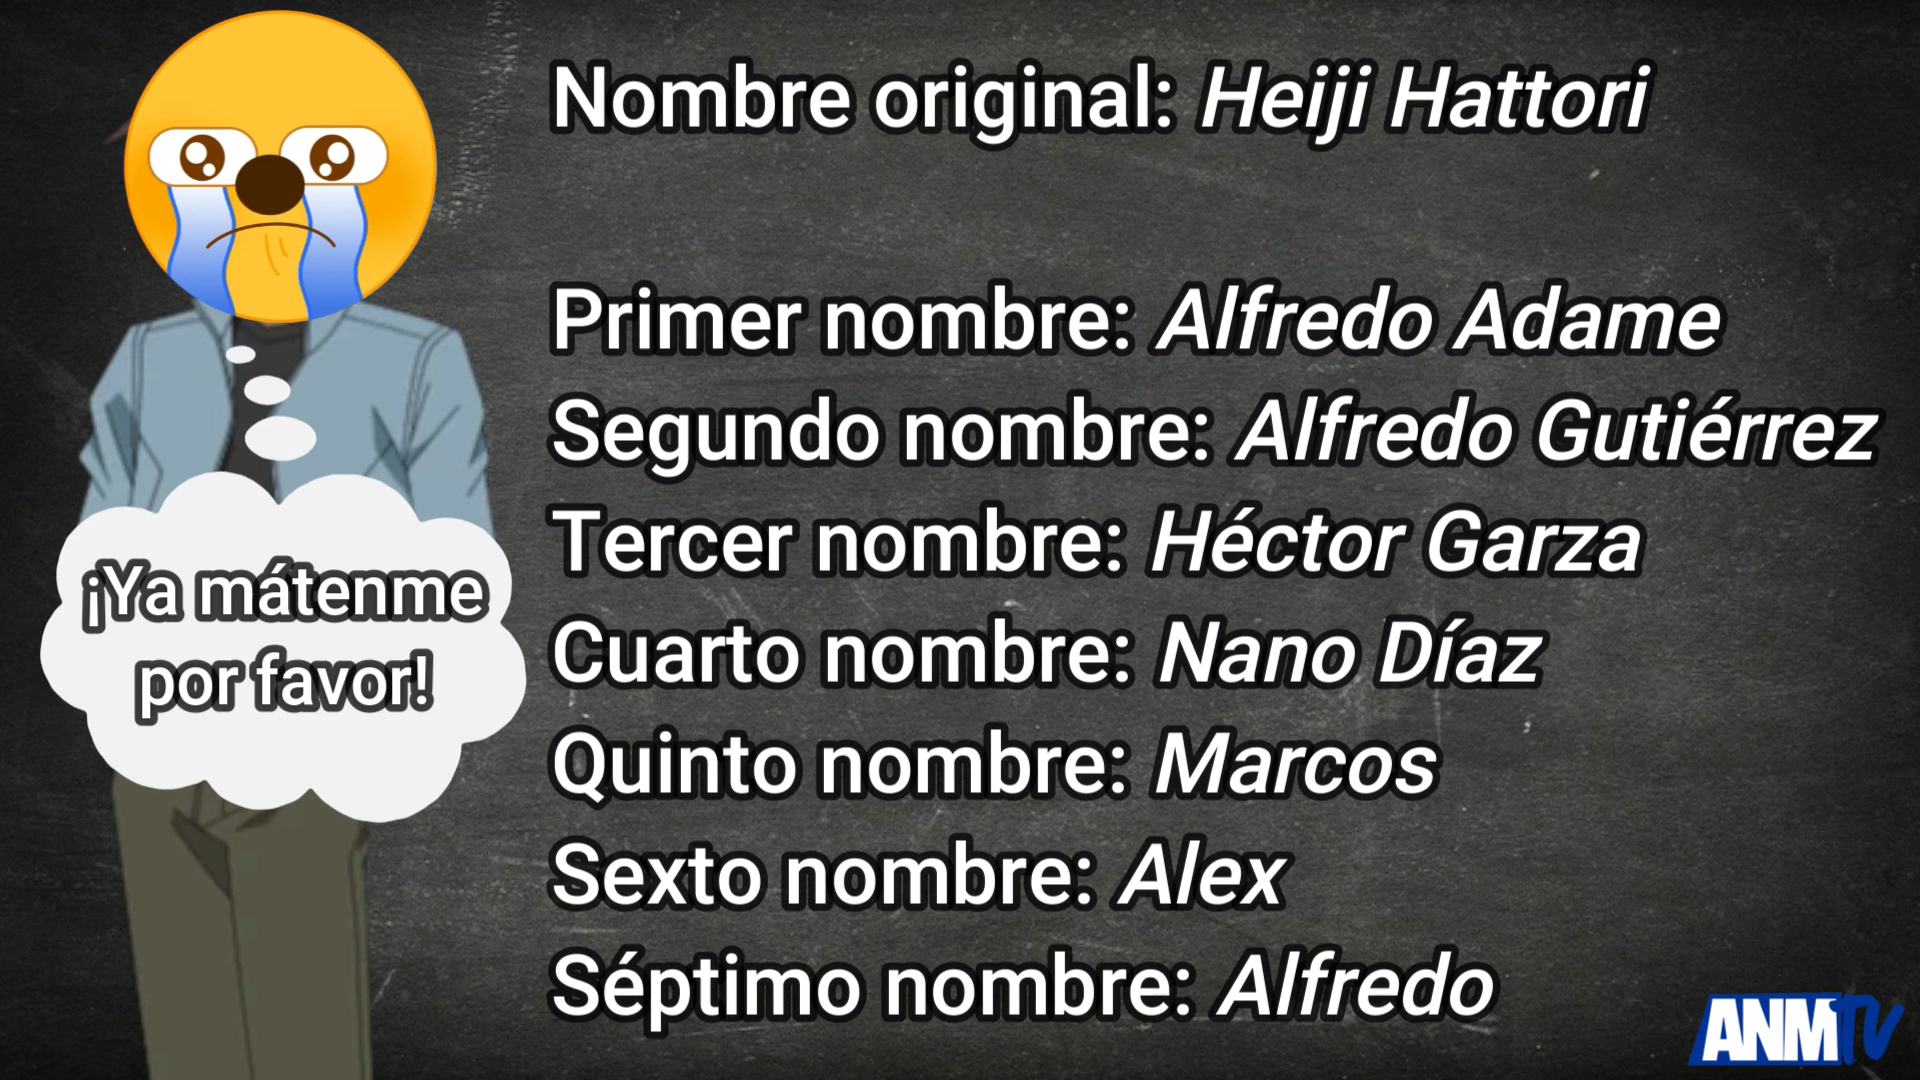 Nombre original: Heiji Hattori
Primer nombre: Alfredo Adame
Segundo nombre: Alfredo Gutiérrez
Tercer nombre: Héctor Garza
Cuarto nombre: Nano Díaz
Quinto nombre: Marcos
Sexto nombre: Alex
Séptimo nombre: Alfredo
¡Ya mátenme
por favor!
ANMTV